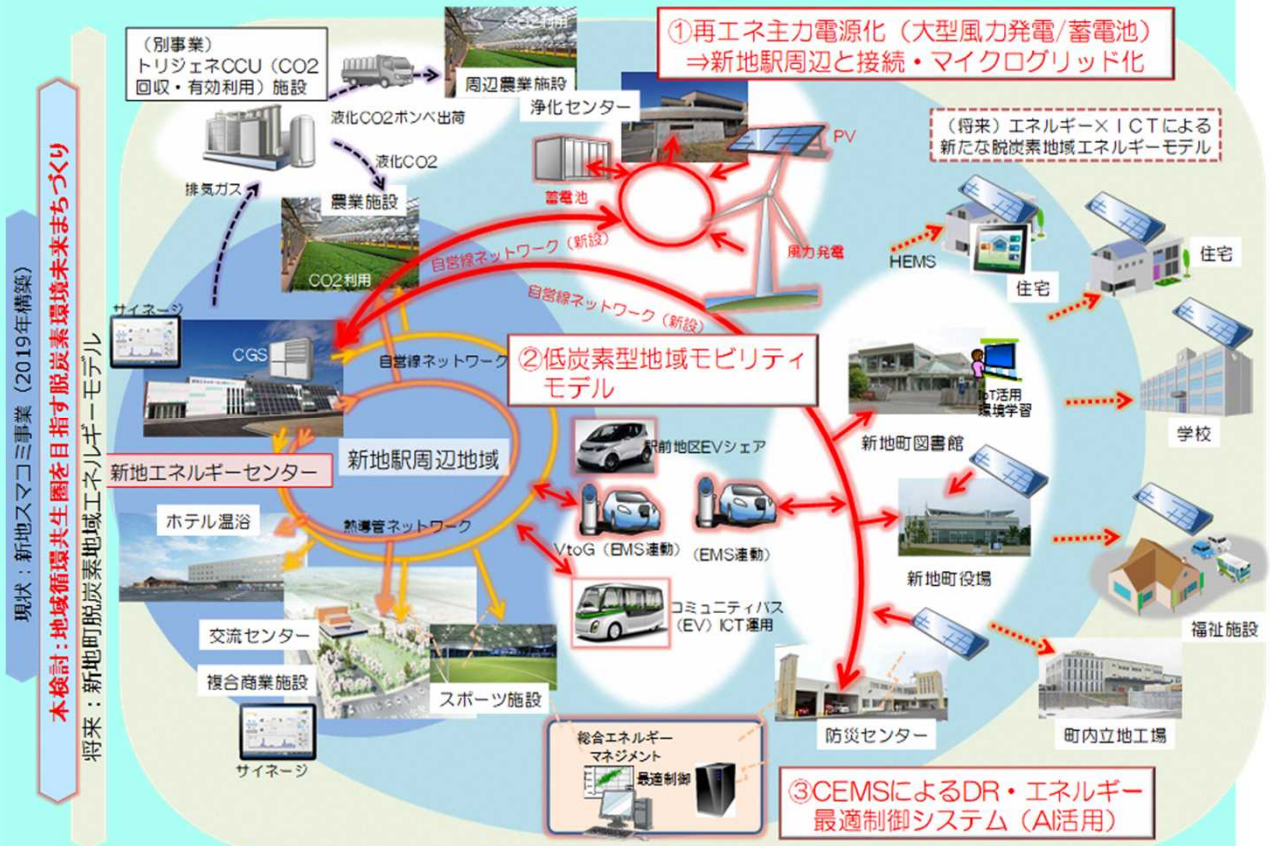 ①再エネ主力電源化（大型風力発電/蓄電池）
⇒新地駅周辺と接続・マイクログリッド化
（別事業）
トリジェネCCU（CO2
回収・有効利用）施設
液化CO2ボンベ出荷
液化CO2
排気ガス
CO2利用
周辺農業施設
農業施設
CO2利用
浄化センター
蓄電池
PV
風力発電
（将来）エネルギー×ICTによる
新たな脱炭素地域エネルギーモデル
HEMS
住宅
住宅
学校
福祉施設
町内立地工場
自営線ネットワーク（新設）
自営線ネットワーク（新設）
サイネージ
CGS
自営線ネットワーク
②低炭素型地域モビリティ
モデル
IoT活用
環境学習
新地町図書館
新地町役場
防災センター
新地エネルギーセンター
新地駅周辺地域
熱導管ネットワーク
駅前地区EVシェア
VtoG（EMS連動）
（EMS連動）
コミュニティバス
（EV）ICT運用
ホテル温浴
交流センター
複合商業施設
スポーツ施設
サイネージ
総合エネルギー
マネジメント
最適制御
③CEMSによるDR・エネルギー
最適制御システム（AI活用）
現状：新地スマコミ事業（2019年構築）
本検討：地域循環共生圏を目指す脱炭素環境未来まちづくり
将来：新地町脱炭素地域エネルギーモデル